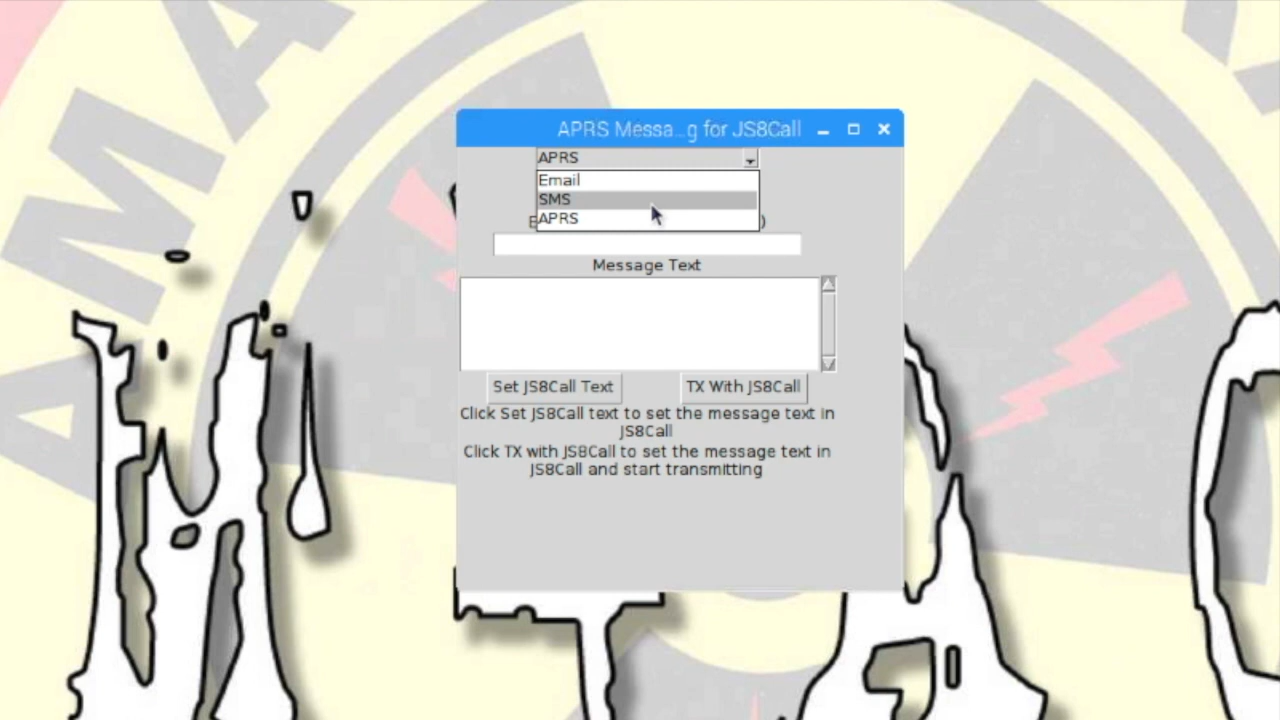 APRS Messa...g for JS8Call
APRS
Email
SMS
APRS
Message Text
Set JS8Call Text
TX With JS8Call
Click Set JS8Call text to set the message text in
JS8Call
Click TX with JS8Call to set the message text in
JS8Call and start transmitting